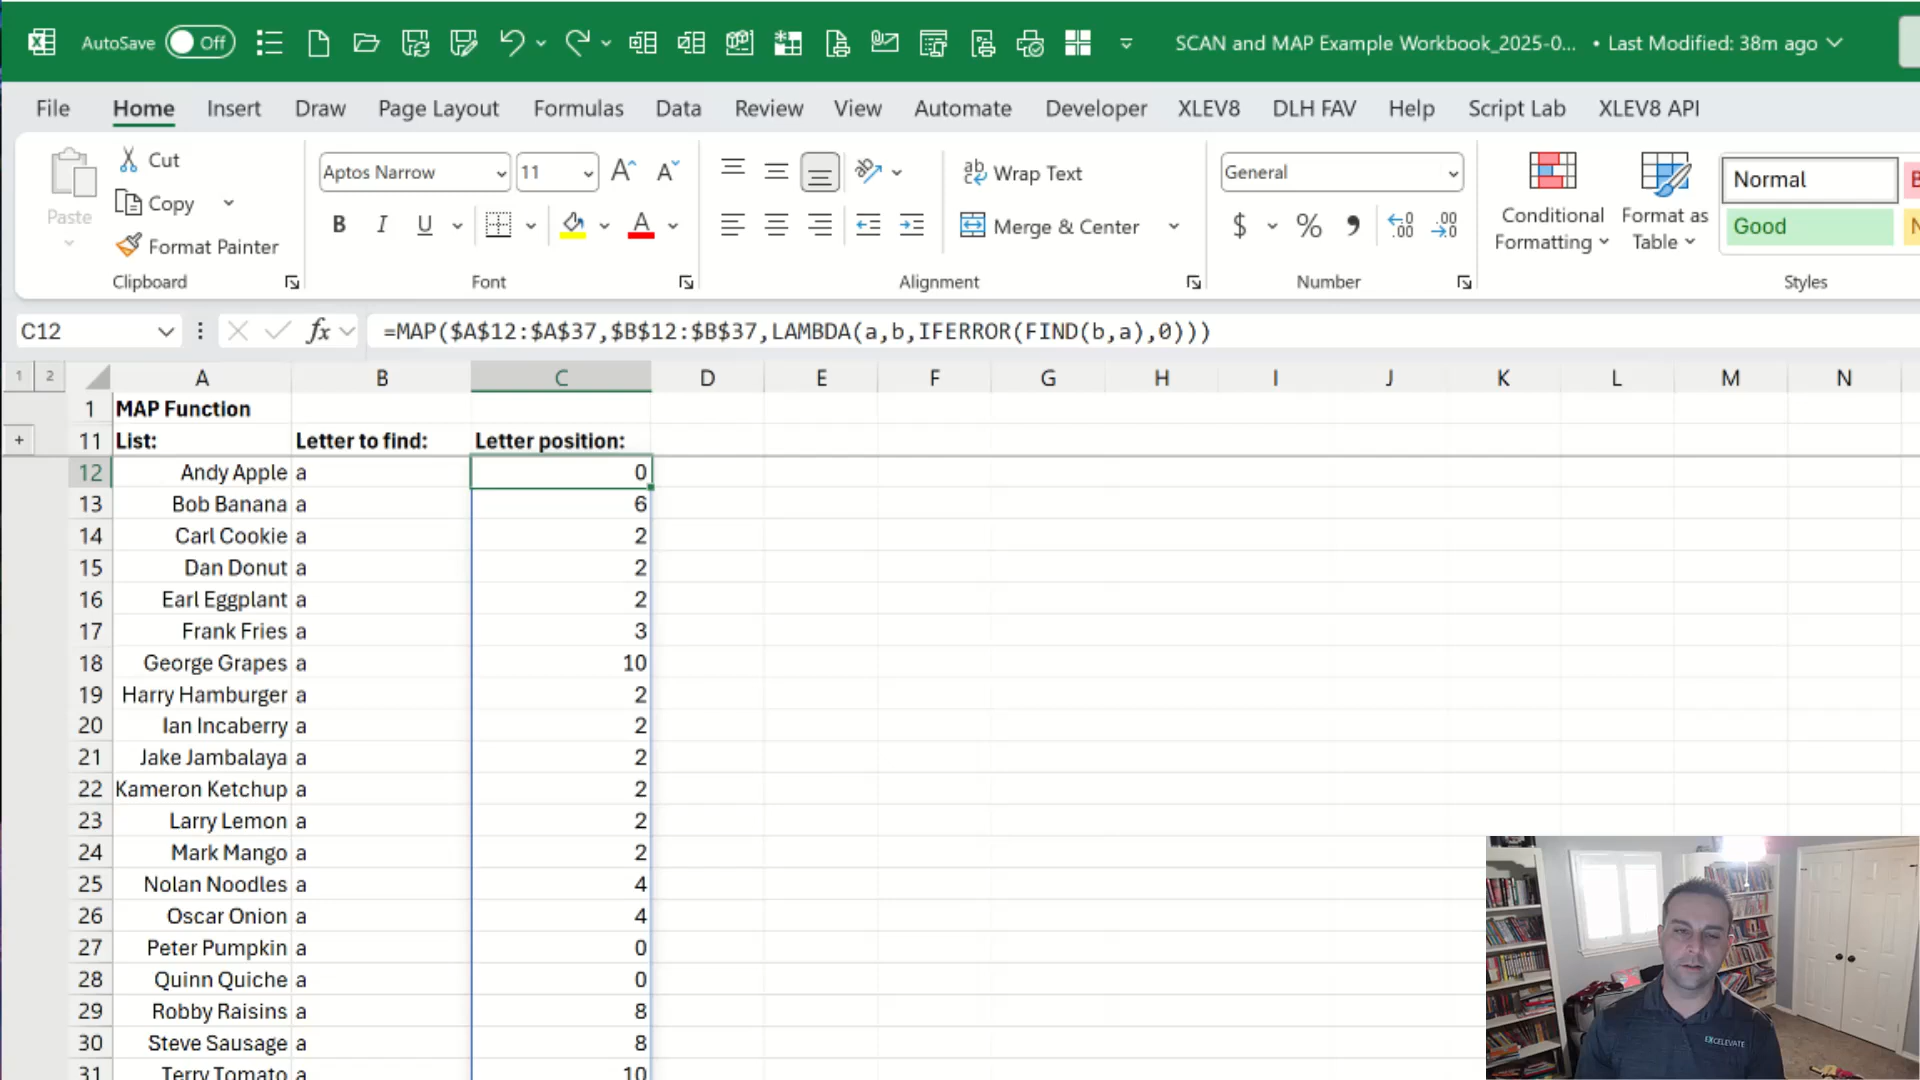 AutoSave Off SCAN and MAP Example Workbook_2025-0... • Last Modified: 38m ago
File Home Insert Draw Page Layout Formulas Data Review View Automate Developer XLEV8 DLH FAV Help Script Lab XLEV8 API
Paste
Cut
Copy
Format Painter
Clipboard
Aptos Narrow 11
B I U
Font
Wrap Text
Merge & Center
Alignment
General
$ %
Number
Conditional Formatting
Format as Table
Normal
Good
Styles
C12 fx =MAP($A$12:$A$37,$B$12:$B$37,LAMBDA(a,b,IFERROR(FIND(b,a),0)))
1 2 A B C D E F G H I J K L M N
1 MAP Function
11 List: Letter to find: Letter position:
12 Andy Apple a 0
13 Bob Banana a 6
14 Carl Cookie a 2
15 Dan Donut a 2
16 Earl Eggplant a 2
17 Frank Fries a 3
18 George Grapes a 10
19 Harry Hamburger a 2
20 Ian Incaberry a 2
21 Jake Jambalaya a 2
22 Kameron Ketchup a 2
23 Larry Lemon a 2
24 Mark Mango a 2
25 Nolan Noodles a 4
26 Oscar Onion a 4
27 Peter Pumpkin a 0
28 Quinn Quiche a 0
29 Robby Raisins a 8
30 Steve Sausage a 8
31 Terry Tomato a 10
EXCELEVATE